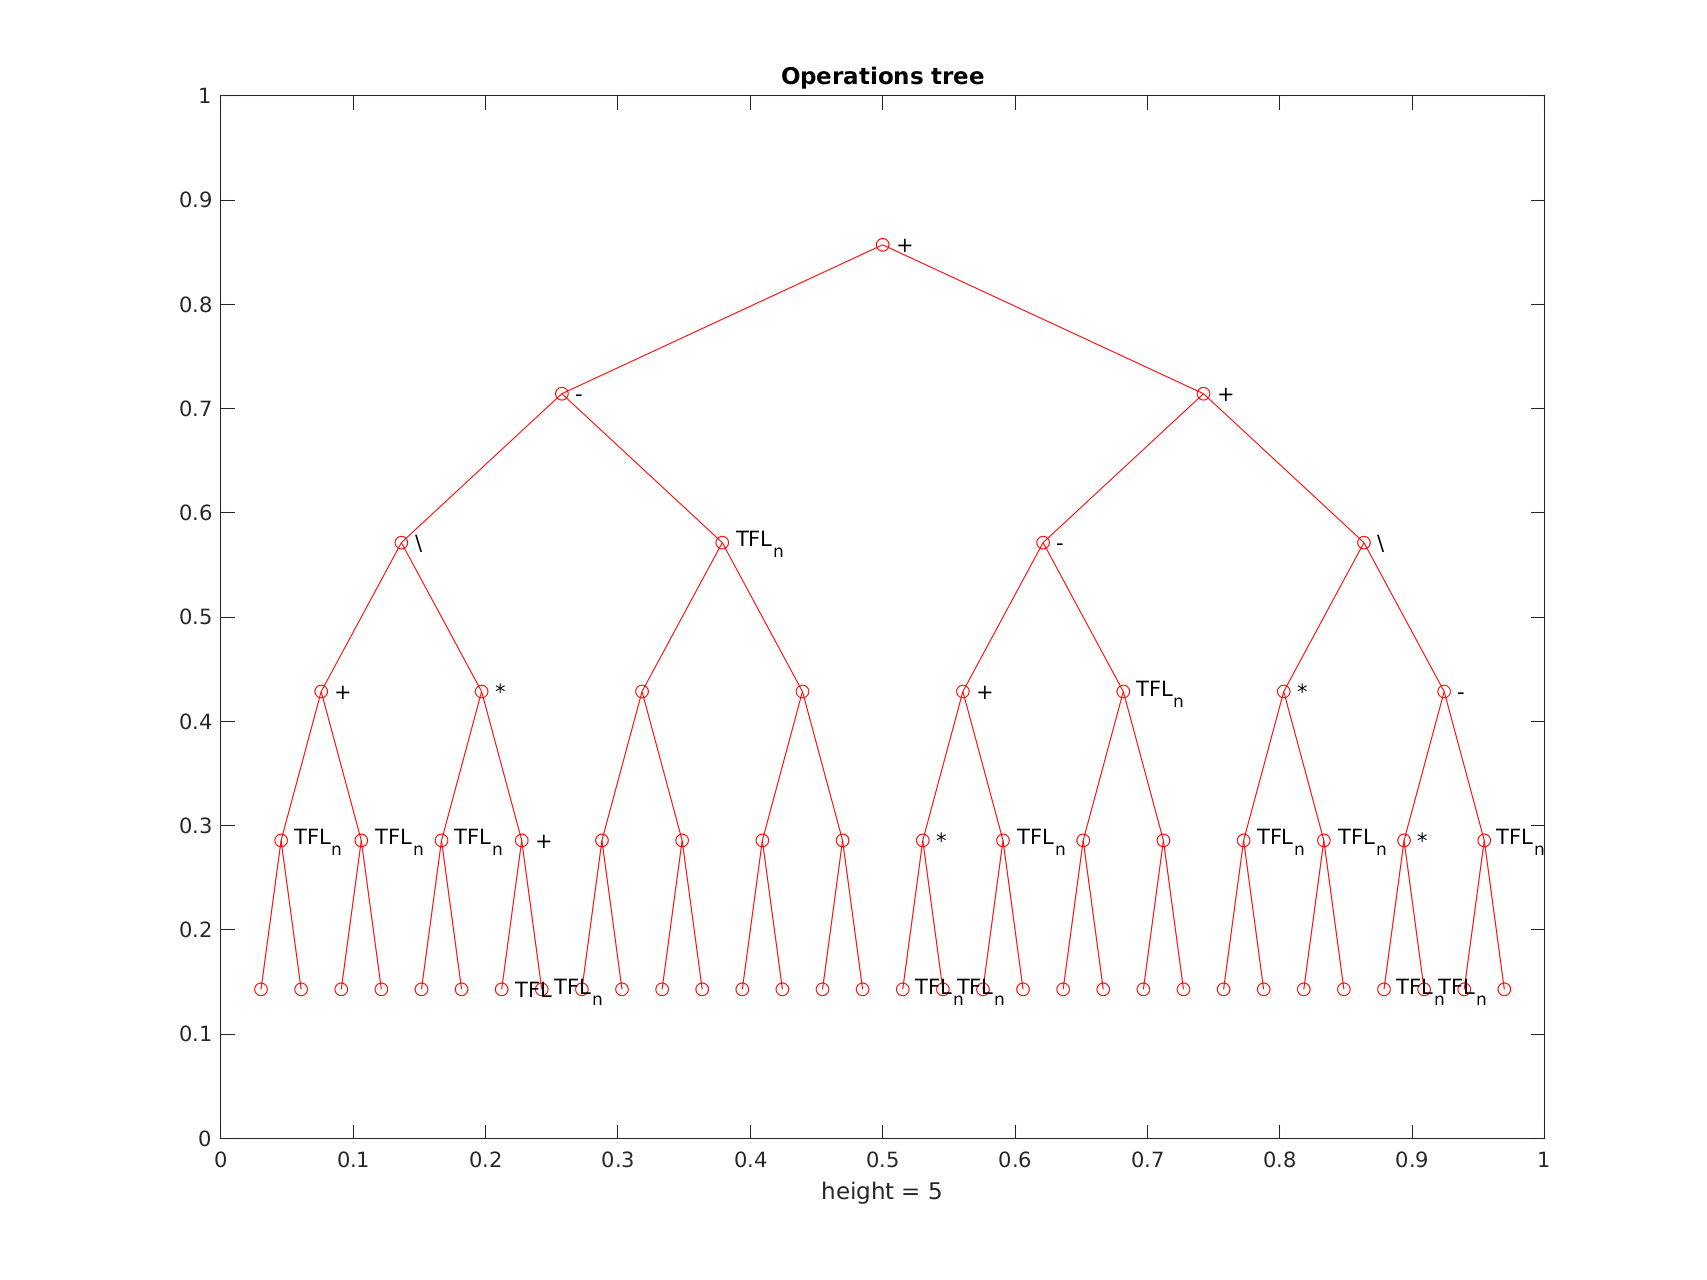 Operations tree
1
0.9
+
0.8
- +
0.7
0.6
\ TFLn - \
0.5
+ * + TFLn * -
0.4
0.3
TFLn TFLn TFLn + * TFLn TFLn TFLn * TFLn
0.2
TFL TFLn TFLn TFLn TFLn TFLn
0.1
0
0 0.1 0.2 0.3 0.4 0.5 0.6 0.7 0.8 0.9 1
height = 5